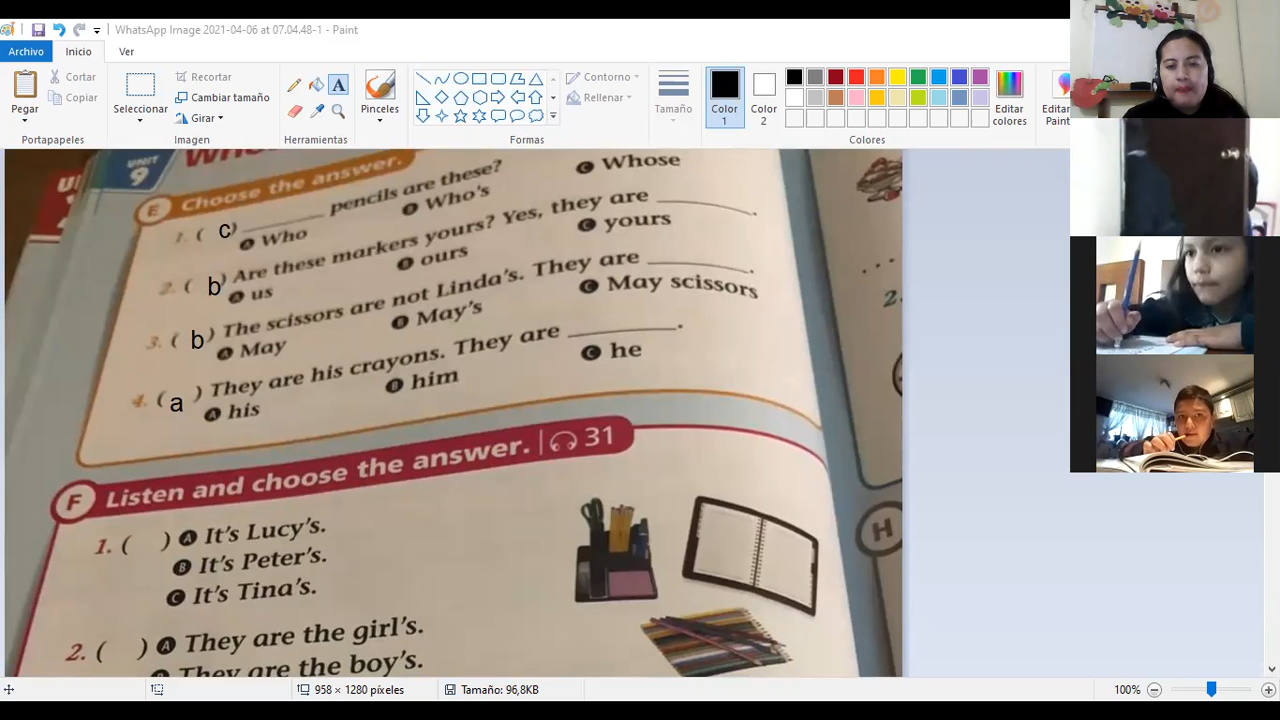 WhatsApp Image 2021-04-06 at 07.04.48-1 - Paint
Archivo Inicio Ver
Pegar
Cortar
Copiar
Portapapeles
Seleccionar
Recortar
Cambiar tamaño
Girar
Imagen
A
Herramientas
Pinceles
Contorno
Rellenar
Formas
Tamaño
Color 1
Color 2
Editar colores
Colores
UNIT 9
E Choose the answer.
1. ( c ) ______ pencils are these?
A Who B Who's C Whose
2. ( b ) Are these markers yours? Yes, they are ______.
A us B ours C yours
3. ( b ) The scissors are not Linda's. They are ______.
A May B May's C May scissors
4. ( a ) They are his crayons. They are ______.
A his B him C he
F Listen and choose the answer. | 31
1. ( ) A It's Lucy's.
B It's Peter's.
C It's Tina's.
2. ( ) A They are the girl's.
They are the boy's.
...
2.
H
958 × 1280 píxeles
Tamaño: 96,8KB
100%